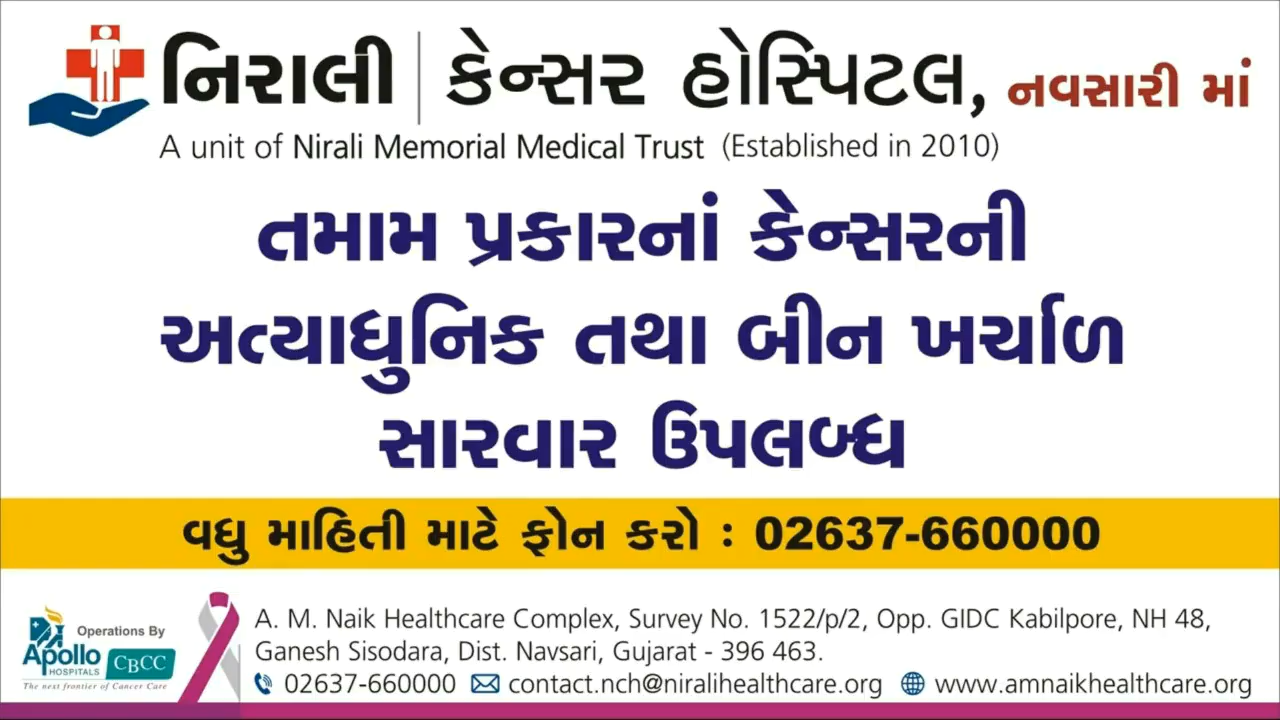 નિરાલી | કેન્સર હોસ્પિટલ, નવસારી માં
A unit of Nirali Memorial Medical Trust (Established in 2010)
તમામ પ્રકારનાં કેન્સરની
અત્યાધુનિક તથા બીન ખર્ચાળ
સારવાર ઉપલબ્ધ
વધુ માહિતી માટે ફોન કરો : 02637-660000
Operations By
Apollo
HOSPITALS
CBCC
The next frontier of Cancer Care
A. M. Naik Healthcare Complex, Survey No. 1522/p/2, Opp. GIDC Kabilpore, NH 48,
Ganesh Sisodara, Dist. Navsari, Gujarat - 396 463.
02637-660000 contact.nch@niralihealthcare.org www.amnaikhealthcare.org